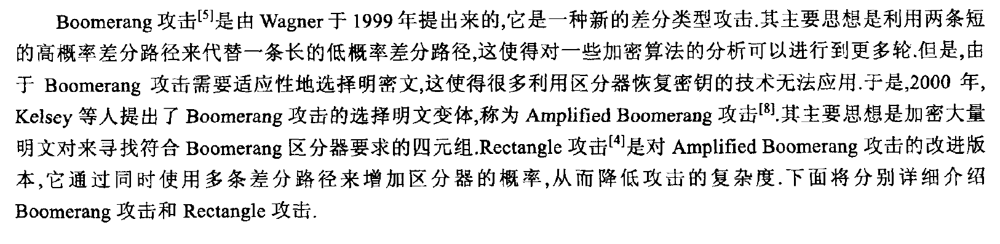 Boomerang 攻击[5]是由 Wagner 于 1999 年提出来的,它是一种新的差分类型攻击.其主要思想是利用两条短
的高概率差分路径来代替一条长的低概率差分路径,这使得对一些加密算法的分析可以进行到更多轮.但是,由
于 Boomerang 攻击需要适应性地选择明密文,这使得很多利用区分器恢复密钥的技术无法应用.于是,2000 年,
Kelsey 等人提出了 Boomerang 攻击的选择明文变体,称为 Amplified Boomerang 攻击[8].其主要思想是加密大量
明文对来寻找符合 Boomerang 区分器要求的四元组.Rectangle 攻击[4]是对 Amplified Boomerang 攻击的改进版
本,它通过同时使用多条差分路径来增加区分器的概率,从而降低攻击的复杂度.下面将分别详细介绍
Boomerang 攻击和 Rectangle 攻击.